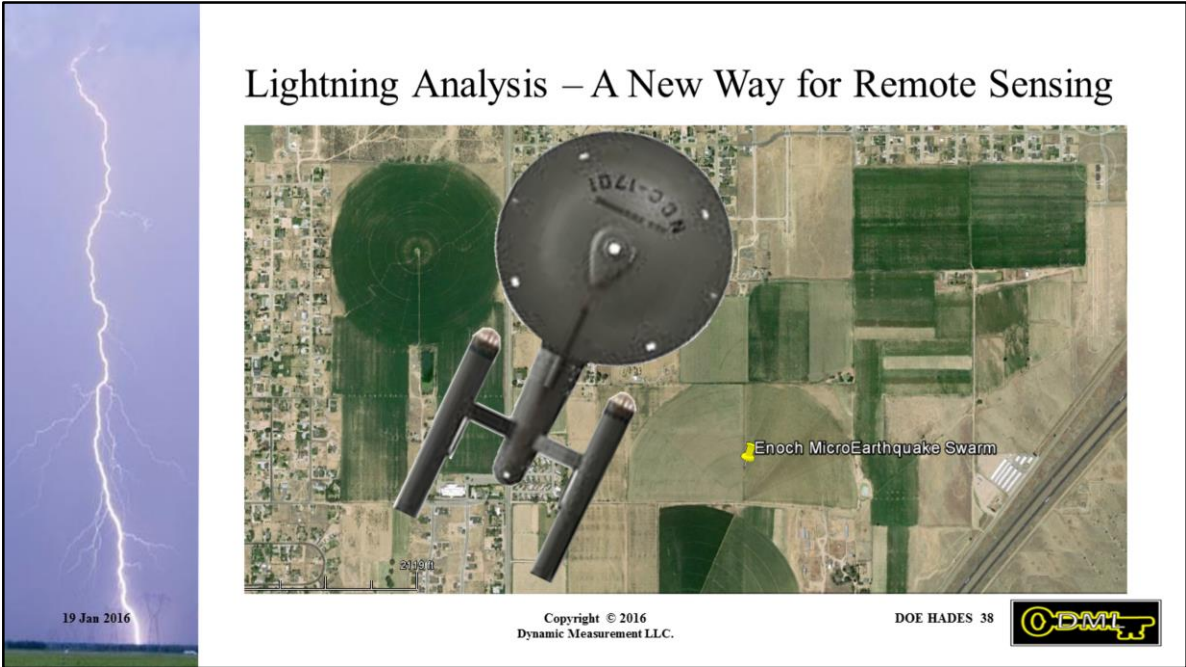 Lightning Analysis – A New Way for Remote Sensing
NCC-1701
Enoch MicroEarthquake Swarm
19 Jan 2016
Copyright © 2016
Dynamic Measurement LLC.
DOE HADES 38
DML